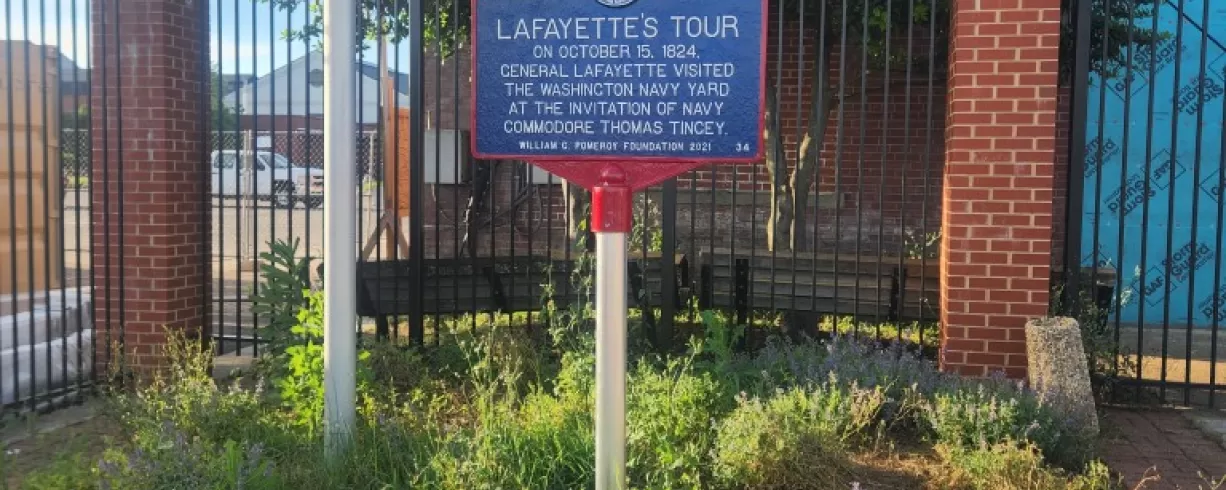 LAFAYETTE'S TOUR
ON OCTOBER 15, 1824,
GENERAL LAFAYETTE VISITED
THE WASHINGTON NAVY YARD
AT THE INVITATION OF NAVY
COMMODORE THOMAS TINCEY.
WILLIAM C. POMEROY FOUNDATION 2021 34